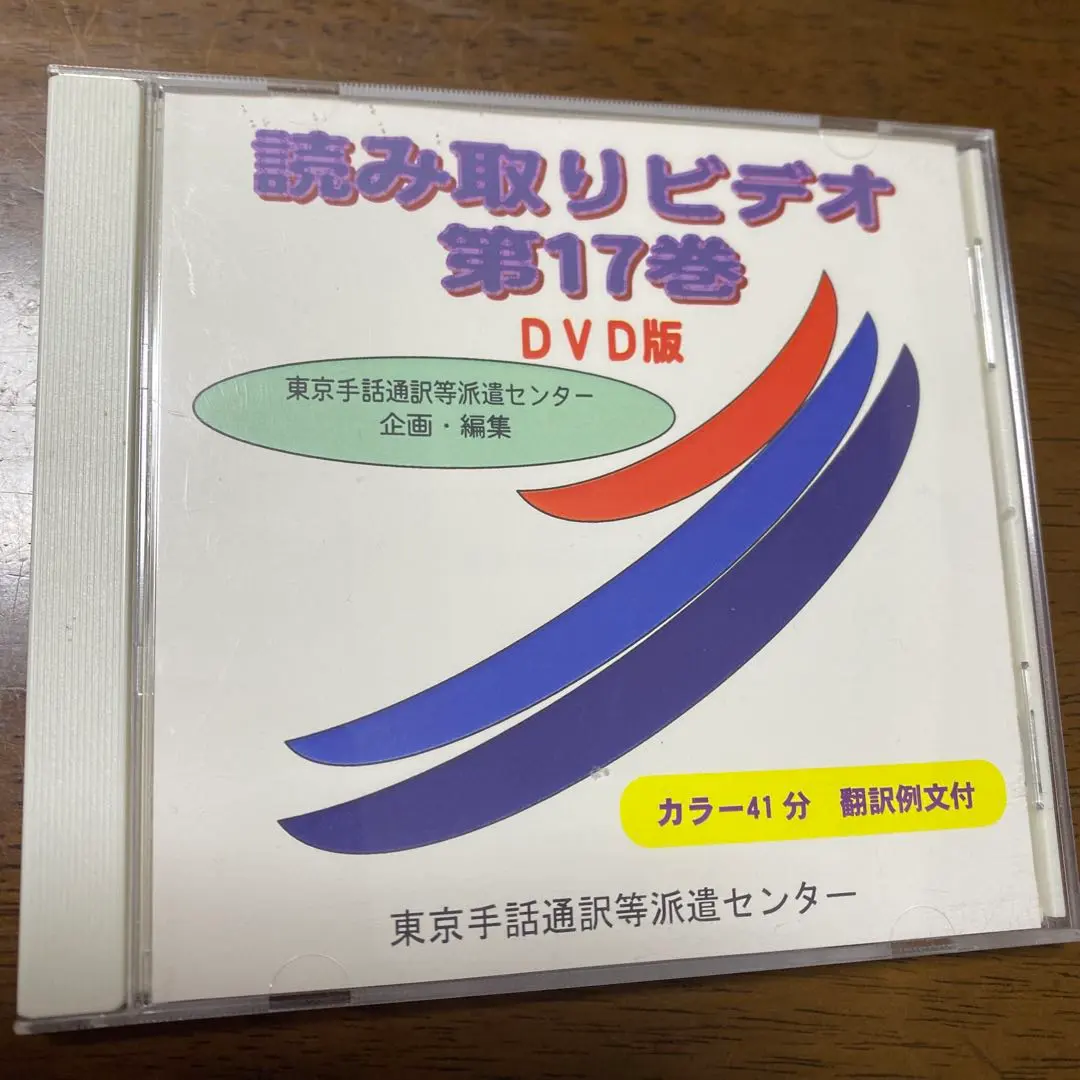 読み取りビデオ
第17巻
DVD版
東京手話通訳等派遣センター
企画・編集
カラー41分　翻訳例文付
東京手話通訳等派遣センター